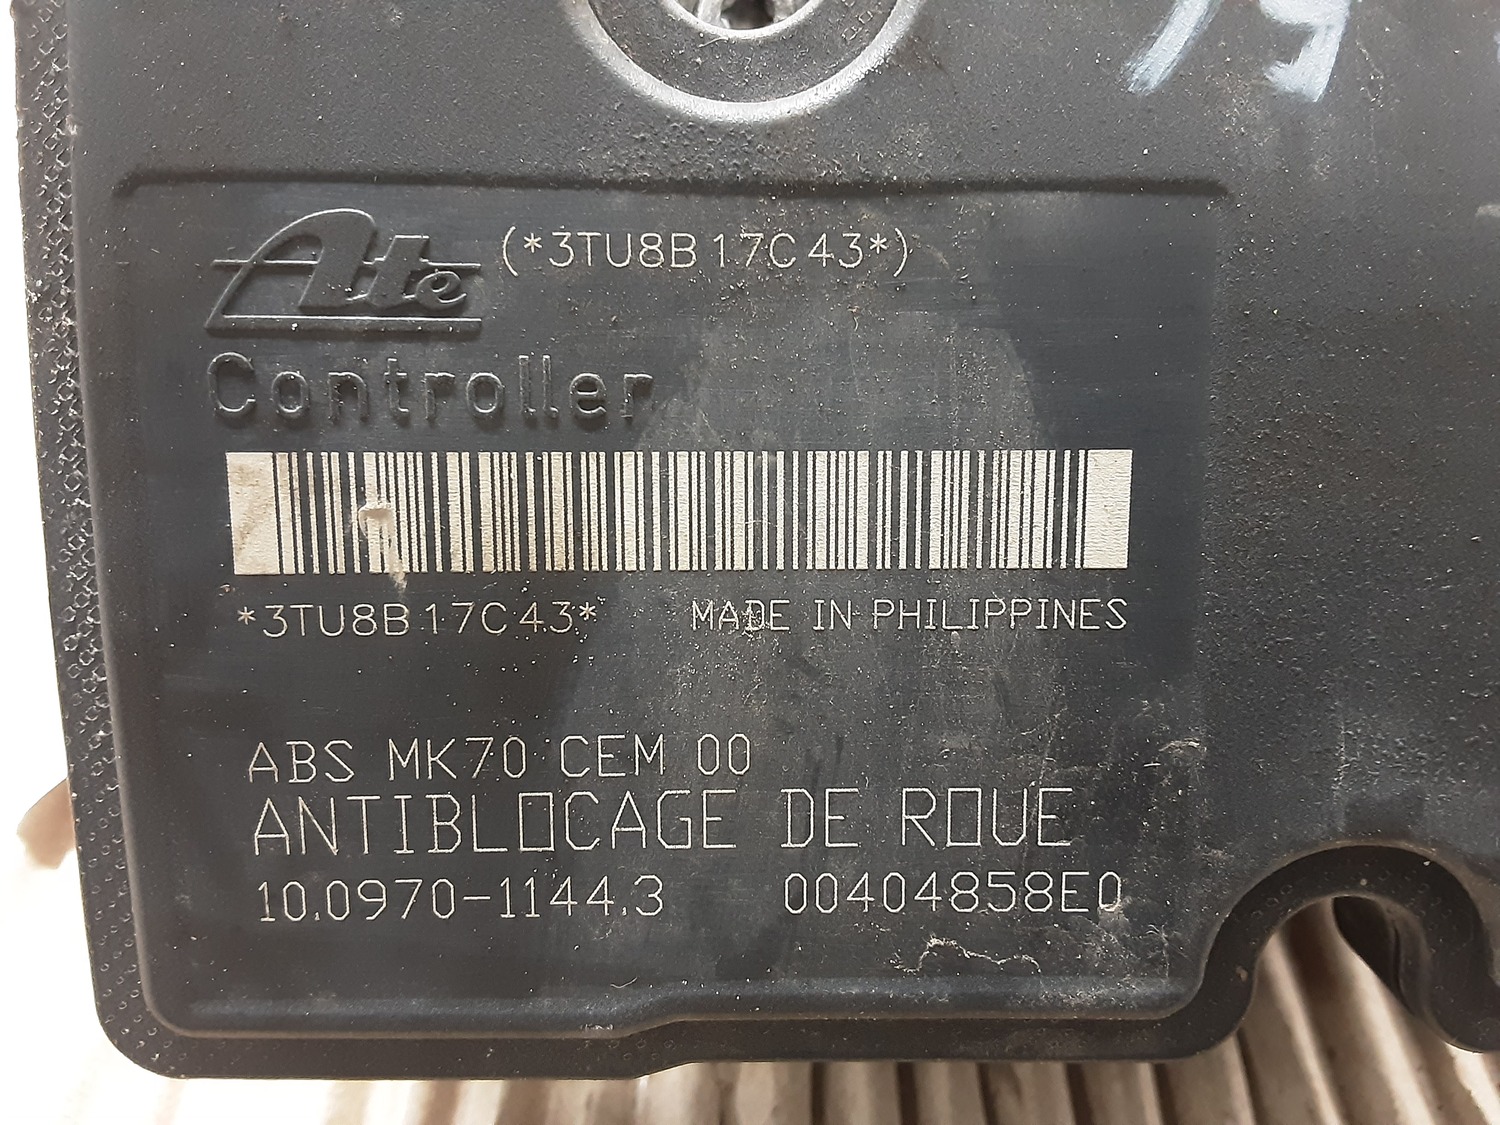 15
Ate (*3TU8B17C43*)
Controller
*3TU8B17C43* MADE IN PHILIPPINES
ABS MK70 CEM 00
ANTIBLOCAGE DE ROUE
10.0970-1144.3 00404858E0